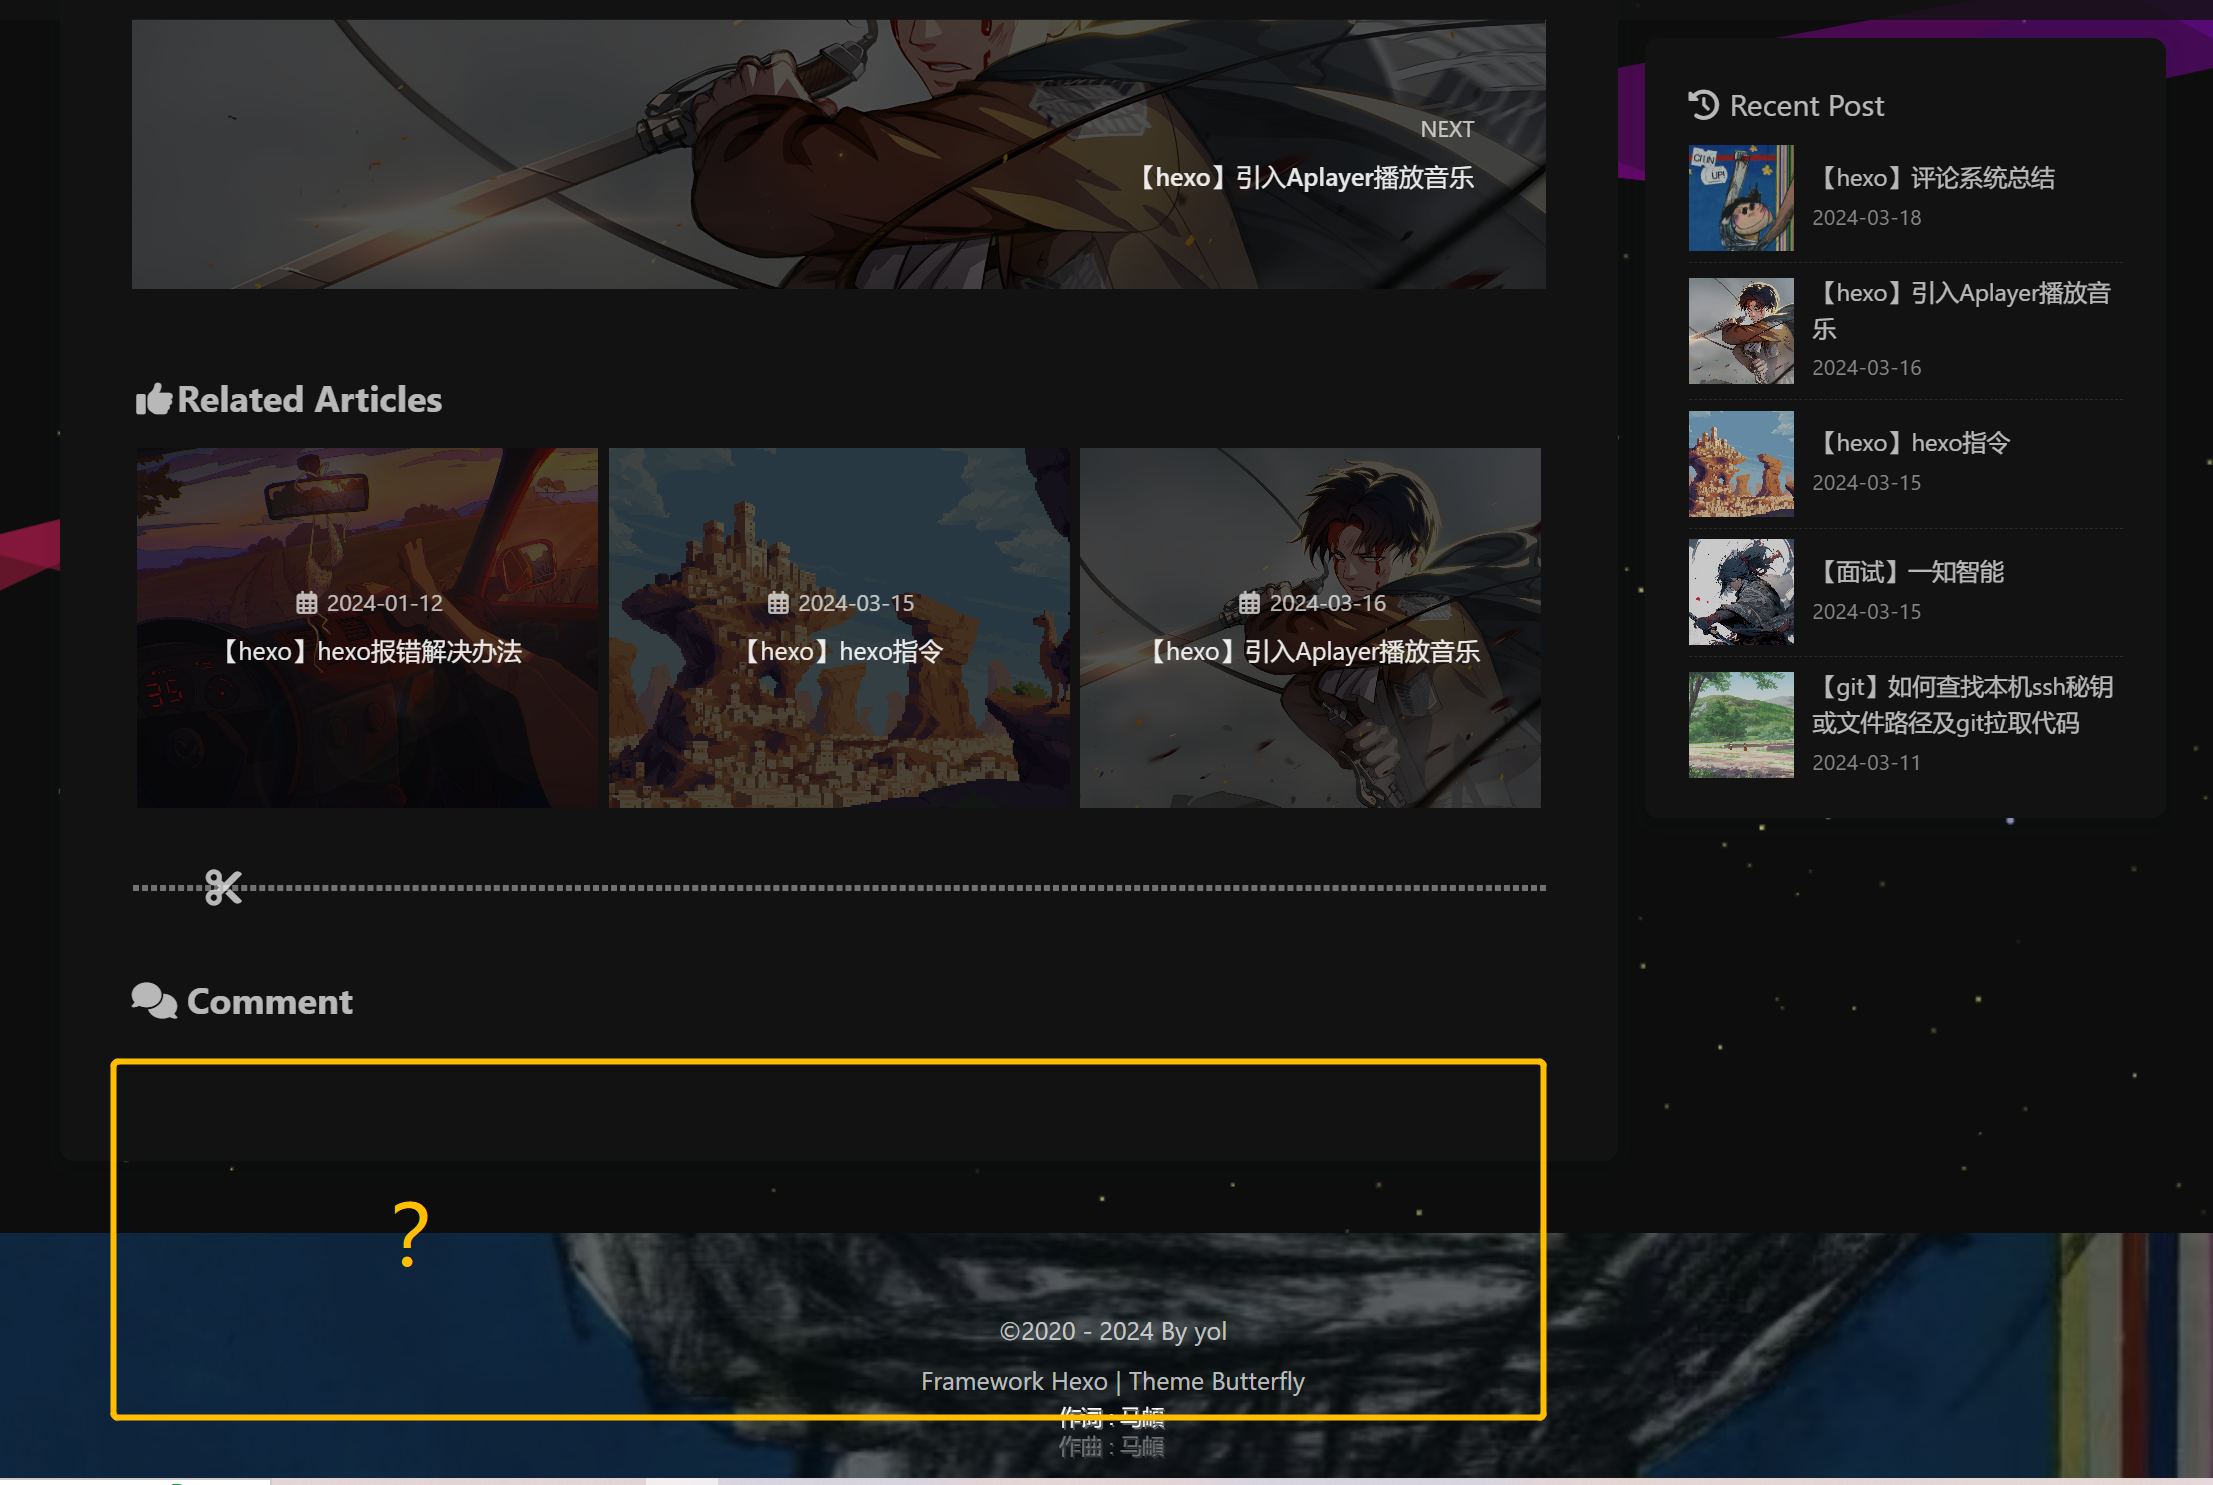 NEXT
【hexo】引入Aplayer播放音乐
Related Articles
2024-01-12
【hexo】hexo报错解决办法
2024-03-15
【hexo】hexo指令
2024-03-16
【hexo】引入Aplayer播放音乐
Comment
?
©2020 - 2024 By yol
Framework Hexo | Theme Butterfly
作词 : 马頔
作曲 : 马頔
Recent Post
CHIN
UP!
【hexo】评论系统总结
2024-03-18
【hexo】引入Aplayer播放音
乐
2024-03-16
【hexo】hexo指令
2024-03-15
【面试】一知智能
2024-03-15
【git】如何查找本机ssh秘钥
或文件路径及git拉取代码
2024-03-11